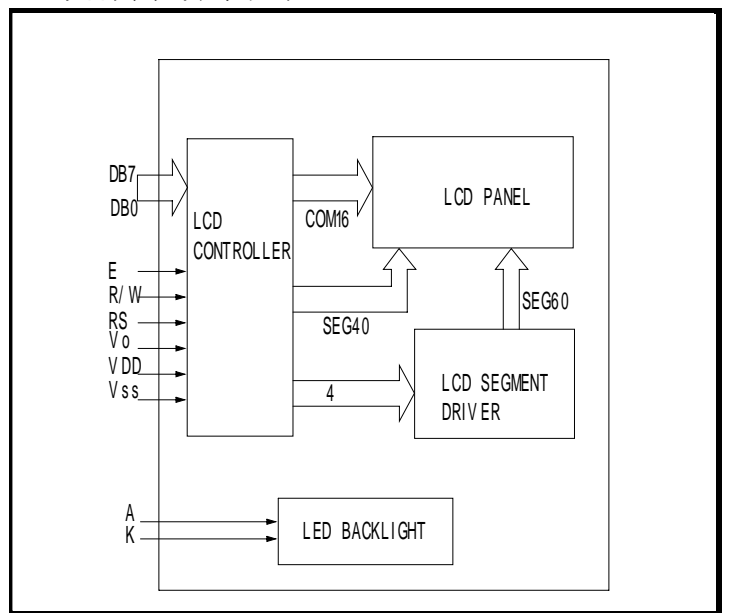 DB7
DB0
E
R/W
RS
Vo
VDD
Vss
LCD
CONTROLLER
COM16
SEG40
4
LCD PANEL
SEG60
LCD SEGMENT
DRIVER
A
K
LED BACKLIGHT